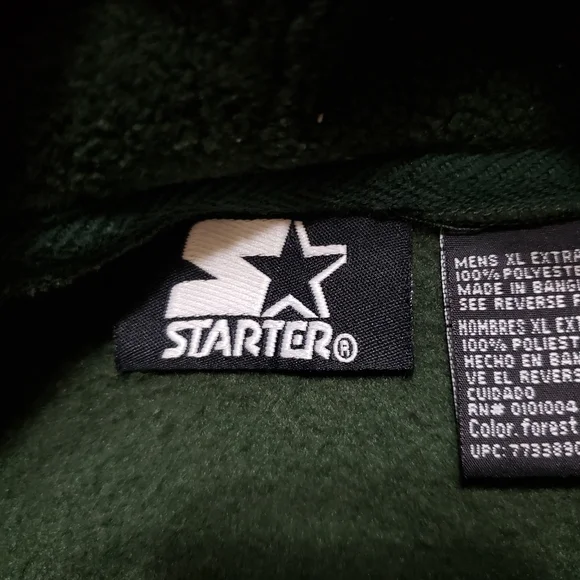 STARTER®
MENS XL EXTRA
100% POLYESTE
MADE IN BANG
SEE REVERSE F
HOMBRES XL EXT
100% POLIEST
HECHO EN BAN
VE EL REVERS
CUIDADO
RN# 0101004
Color. forest
UPC: 7733890